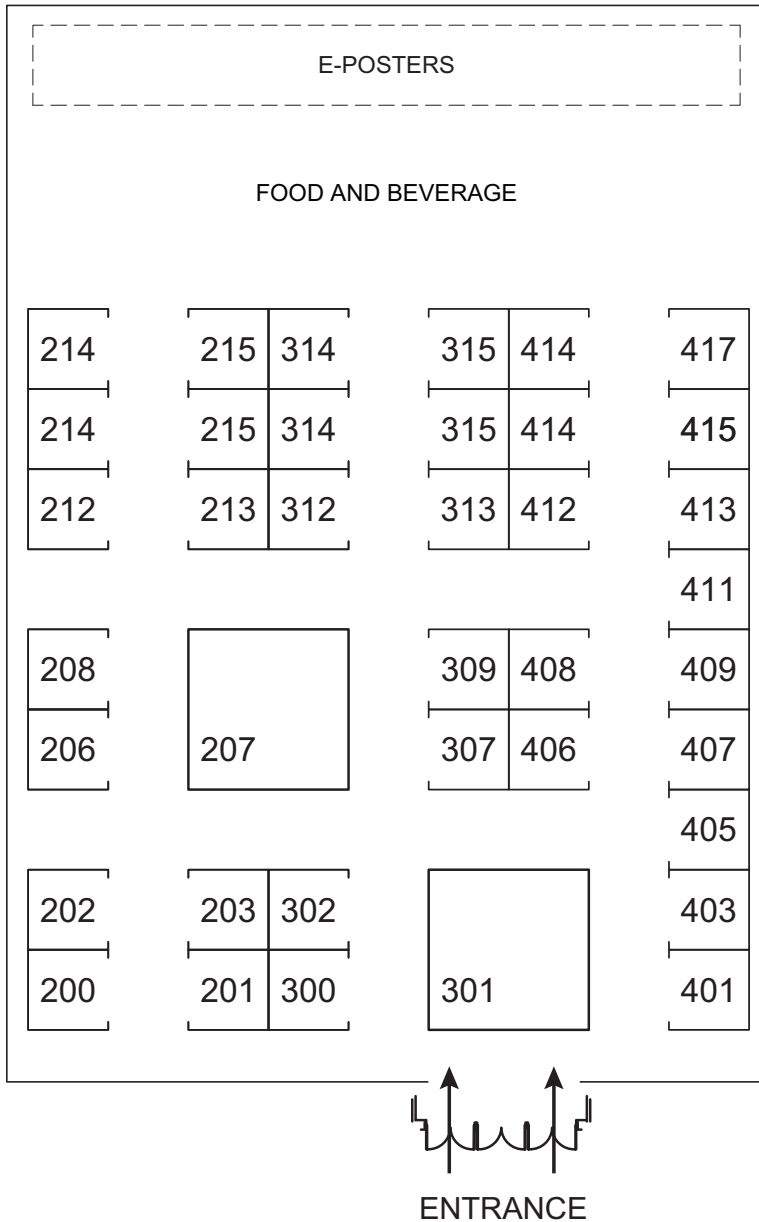 E-POSTERS
FOOD AND BEVERAGE
214 215 314 315 414 417
214 215 314 315 414 415
212 213 312 313 412 413
411
208 309 408 409
206 207 307 406 407
405
202 203 302 403
200 201 300 301 401
ENTRANCE